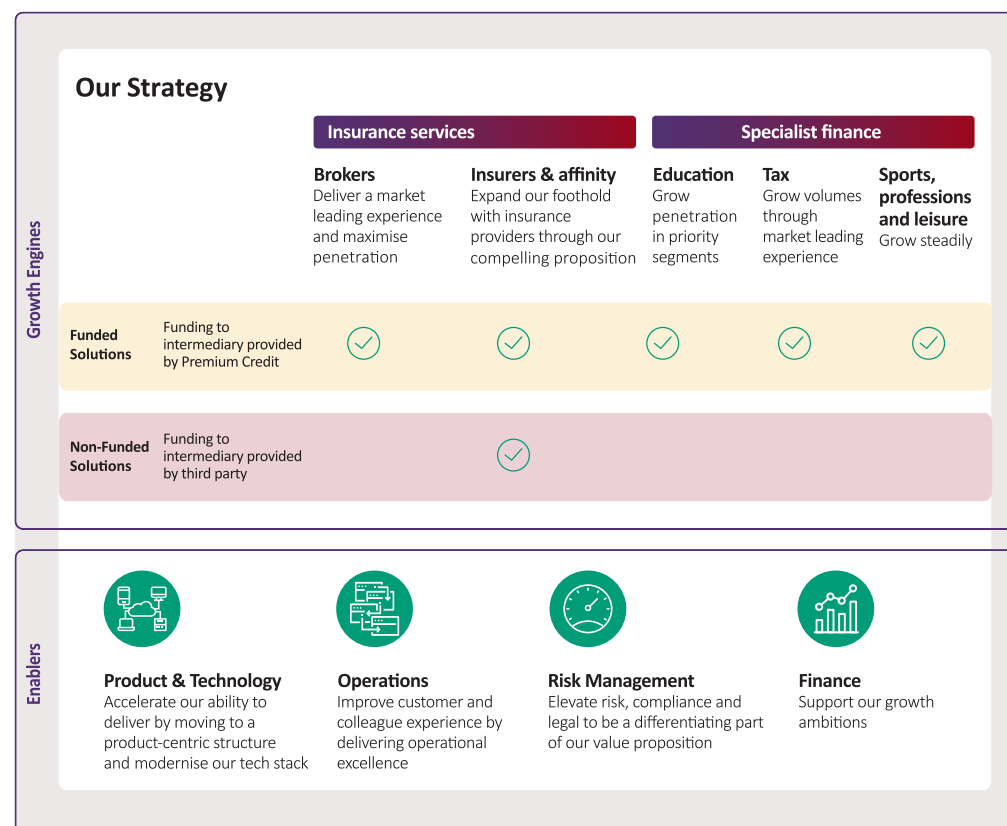 Our Strategy
Insurance services
Specialist finance
Growth Engines
Brokers
Deliver a market
leading experience
and maximise
penetration
Insurers & affinity
Expand our foothold
with insurance
providers through our
compelling proposition
Education
Grow
penetration
in priority
segments
Tax
Grow volumes
through
market leading
experience
Sports,
professions
and leisure
Grow steadily
Funded
Solutions
Funding to
intermediary provided
by Premium Credit
Non-Funded
Solutions
Funding to
intermediary provided
by third party
Enablers
Product & Technology
Accelerate our ability to
deliver by moving to a
product-centric structure
and modernise our tech stack
Operations
Improve customer and
colleague experience by
delivering operational
excellence
Risk Management
Elevate risk, compliance and
legal to be a differentiating part
of our value proposition
Finance
Support our growth
ambitions